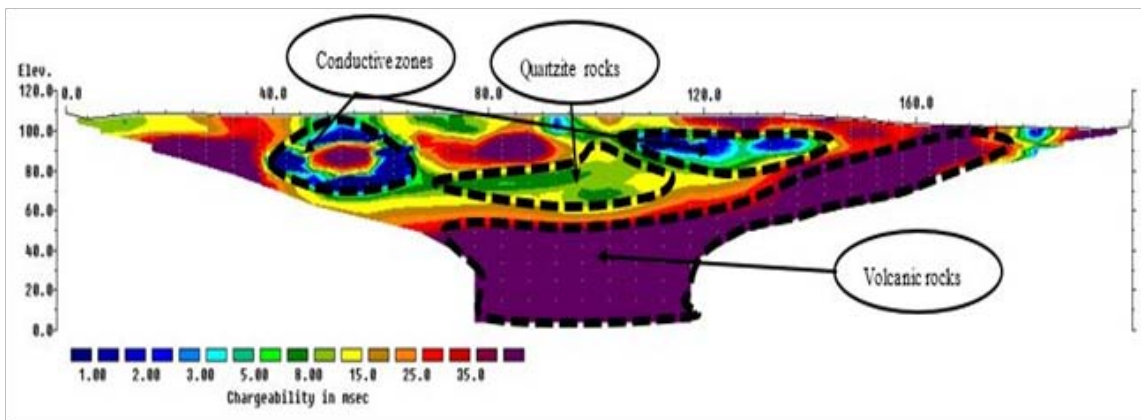 Conductive zones
Quartzite rocks
Elev.
120.0
0.0 40.0 80.0 120.0 160.0
100.0
80.0
60.0
40.0
20.0
0.0
Volcanic rocks
1.00 2.00 3.00 5.00 8.00 15.0 25.0 35.0
Chargeability in msec